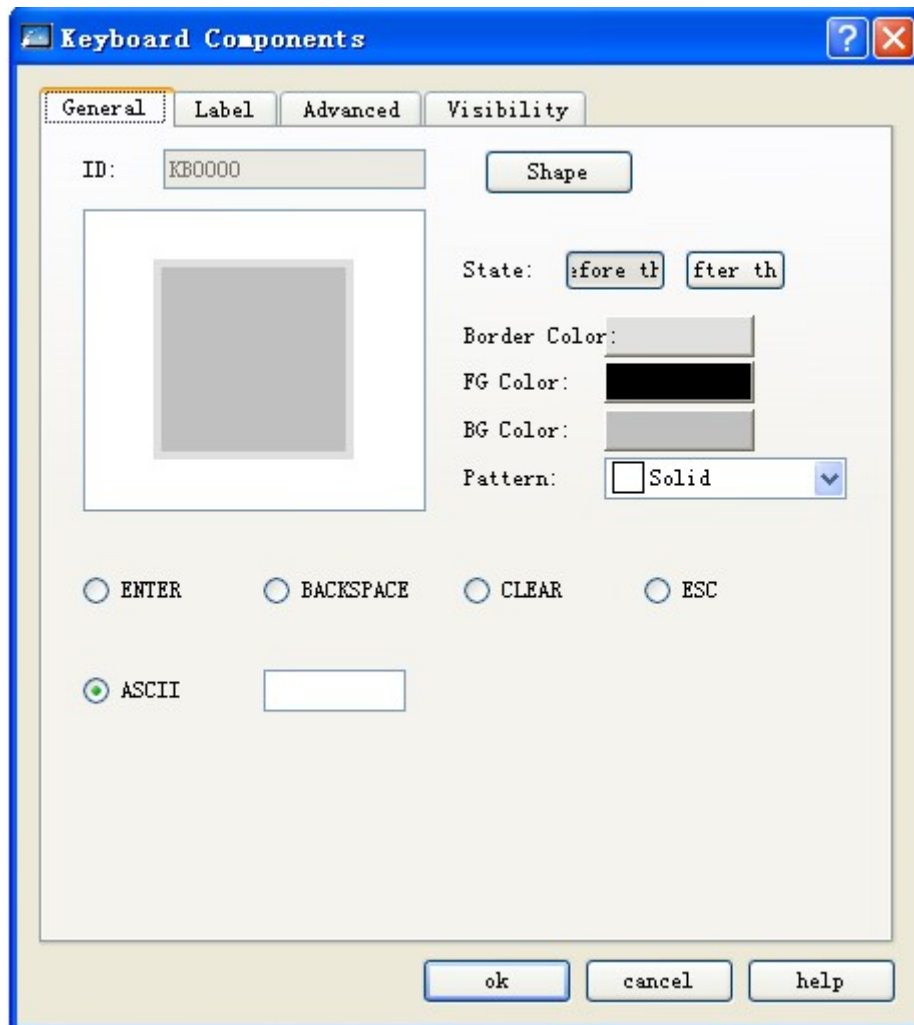 Keyboard Components
General Label Advanced Visibility
ID: KB0000 Shape
State: efore th fter th
Border Color:
FG Color:
BG Color:
Pattern: Solid
ENTER BACKSPACE CLEAR ESC
ASCII
ok cancel help